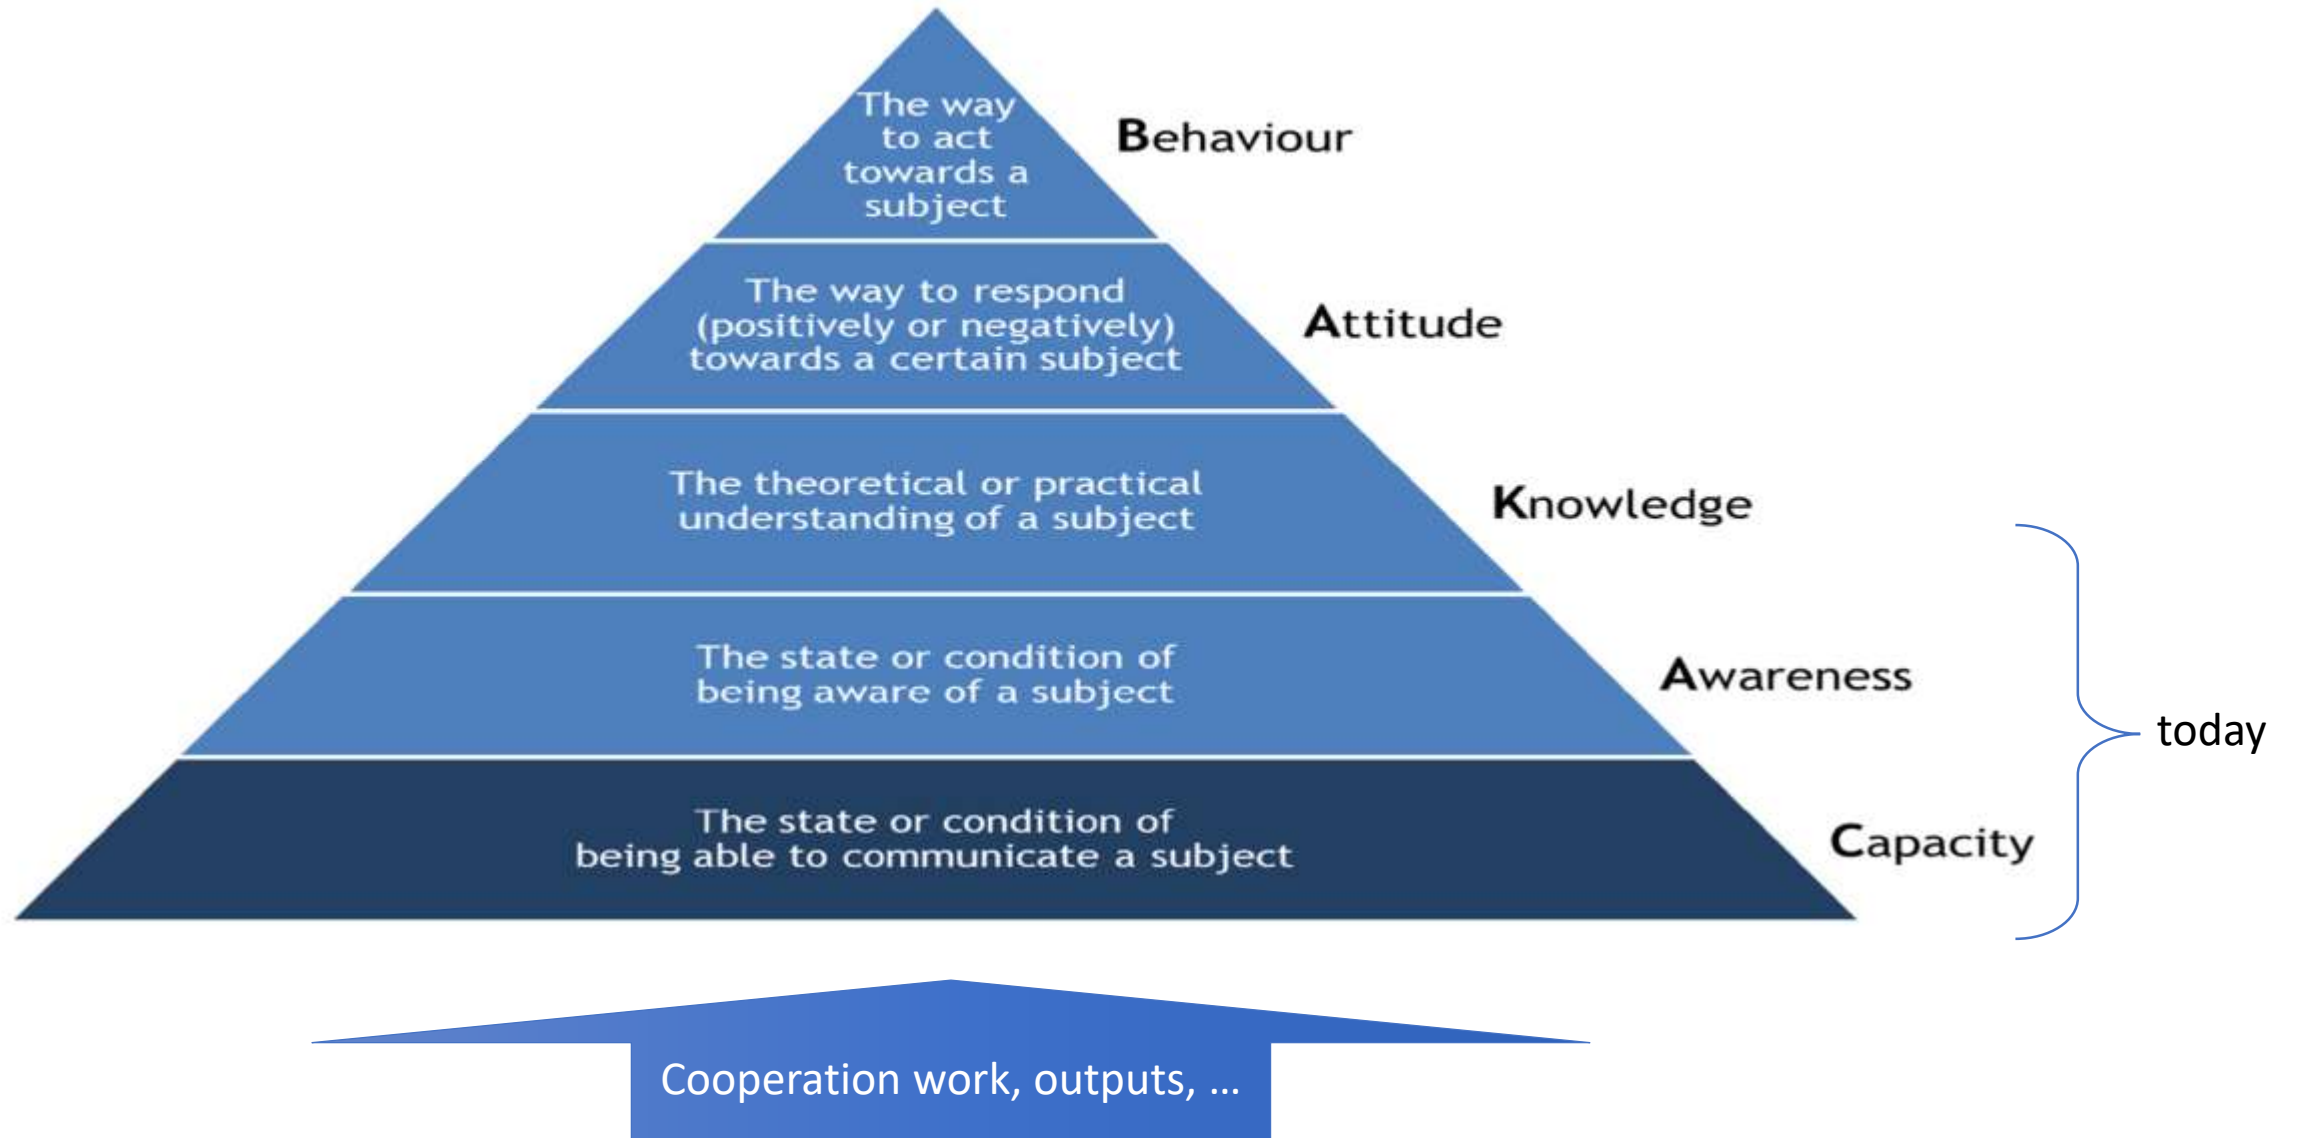 The way
to act
towards a
subject
Behaviour
The way to respond
(positively or negatively)
towards a certain subject
Attitude
The theoretical or practical
understanding of a subject
Knowledge
The state or condition of
being aware of a subject
Awareness
today
The state or condition of
being able to communicate a subject
Capacity
Cooperation work, outputs, …